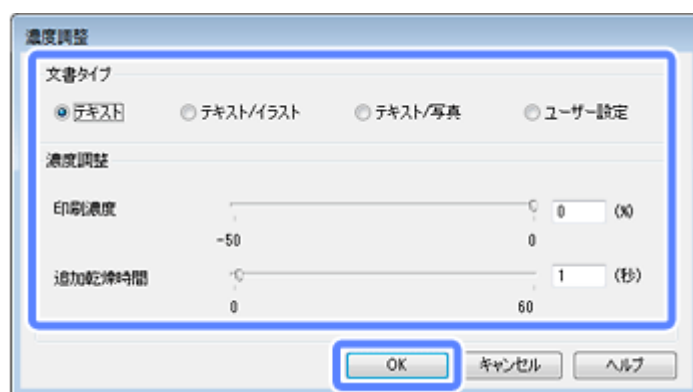 濃度調整
文書タイプ
テキスト テキスト/イラスト テキスト/写真 ユーザー設定
濃度調整
印刷濃度 0 (%)
-50 0
追加乾燥時間 1 (秒)
0 60
OK キャンセル ヘルプ